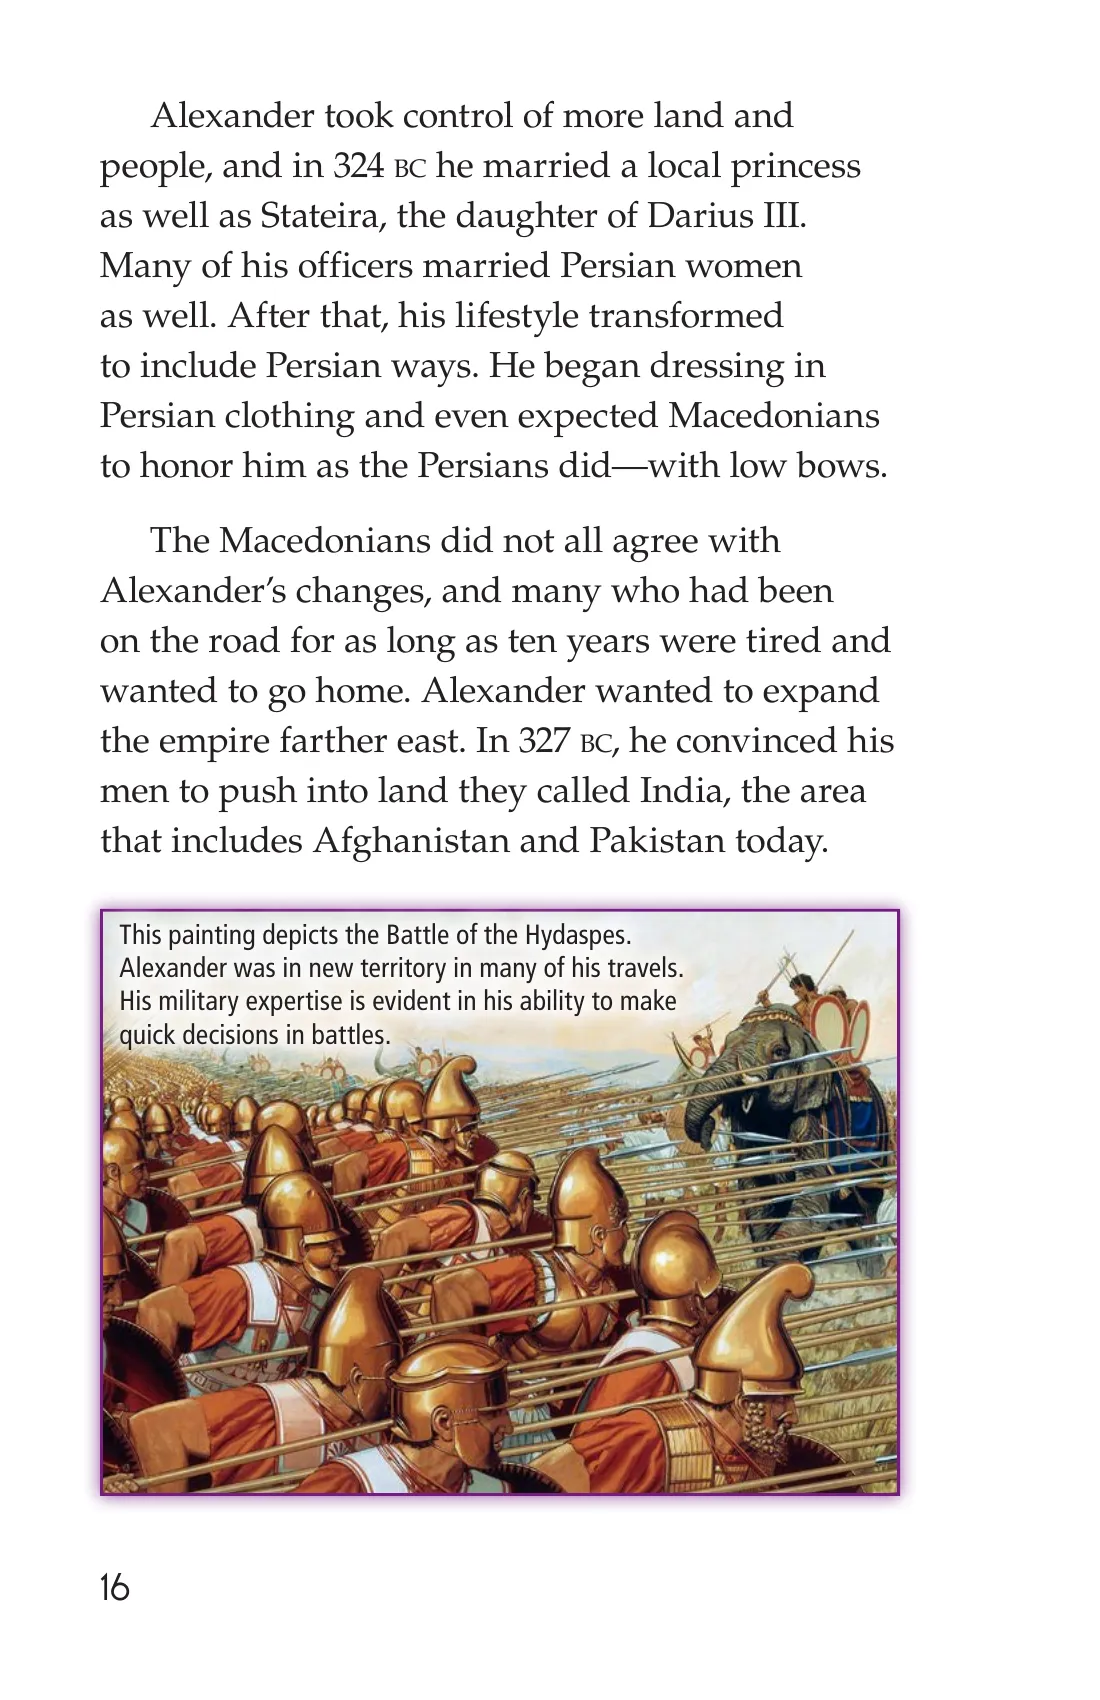 Alexander took control of more land and
people, and in 324 BC he married a local princess
as well as Stateira, the daughter of Darius III.
Many of his officers married Persian women
as well. After that, his lifestyle transformed
to include Persian ways. He began dressing in
Persian clothing and even expected Macedonians
to honor him as the Persians did—with low bows.
The Macedonians did not all agree with
Alexander’s changes, and many who had been
on the road for as long as ten years were tired and
wanted to go home. Alexander wanted to expand
the empire farther east. In 327 BC, he convinced his
men to push into land they called India, the area
that includes Afghanistan and Pakistan today.
This painting depicts the Battle of the Hydaspes.
Alexander was in new territory in many of his travels.
His military expertise is evident in his ability to make
quick decisions in battles.
16